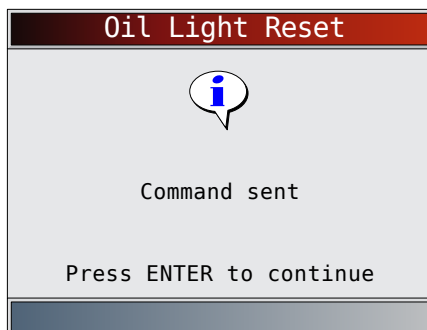 Oil Light Reset
i
Command sent
Press ENTER to continue